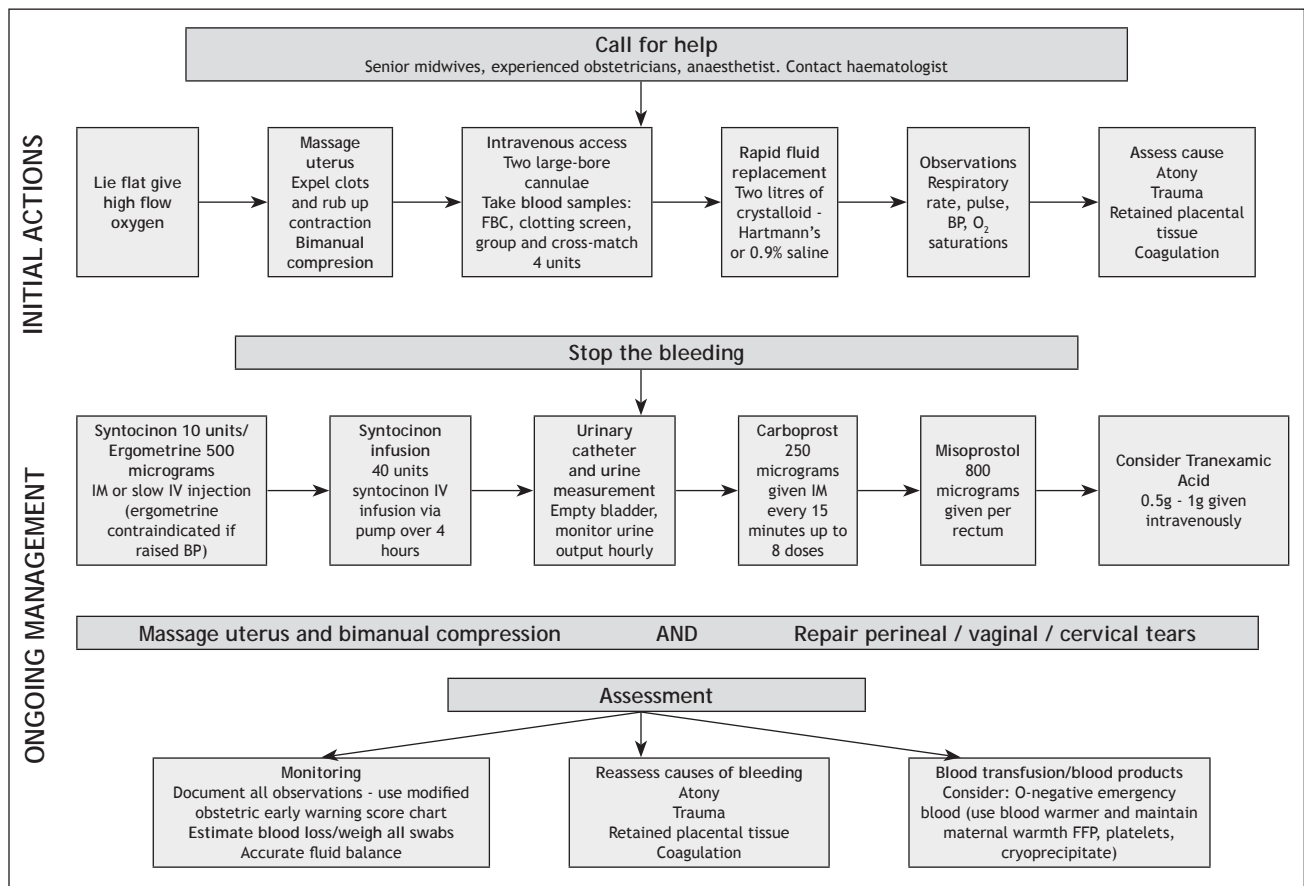 Call for help
Senior midwives, experienced obstetricians, anaesthetist. Contact haematologist
INITIAL ACTIONS
Lie flat give
high flow
oxygen
Massage
uterus
Expel clots
and rub up
contraction
Bimanual
compresion
Intravenous access
Two large-bore
cannulae
Take blood samples:
FBC, clotting screen,
group and cross-match
4 units
Rapid fluid
replacement
Two litres of
crystalloid -
Hartmann's
or 0.9% saline
Observations
Respiratory
rate, pulse,
BP, O₂
saturations
Assess cause
Atony
Trauma
Retained placental
tissue
Coagulation
Stop the bleeding
ONGOING MANAGEMENT
Syntocinon 10 units/
Ergometrine 500
micrograms
IM or slow IV injection
(ergometrine
contraindicated if
raised BP)
Syntocinon
infusion
40 units
syntocinon IV
infusion via
pump over 4
hours
Urinary
catheter
and urine
measurement
Empty bladder,
monitor urine
output hourly
Carboprost
250
micrograms
given IM
every 15
minutes up to
8 doses
Misoprostol
800
micrograms
given per
rectum
Consider Tranexamic
Acid
0.5g - 1g given
intravenously
Massage uterus and bimanual compression AND Repair perineal / vaginal / cervical tears
Assessment
Monitoring
Document all observations - use modified
obstetric early warning score chart
Estimate blood loss/weigh all swabs
Accurate fluid balance
Reassess causes of bleeding
Atony
Trauma
Retained placental tissue
Coagulation
Blood transfusion/blood products
Consider: O-negative emergency
blood (use blood warmer and maintain
maternal warmth FFP, platelets,
cryoprecipitate)